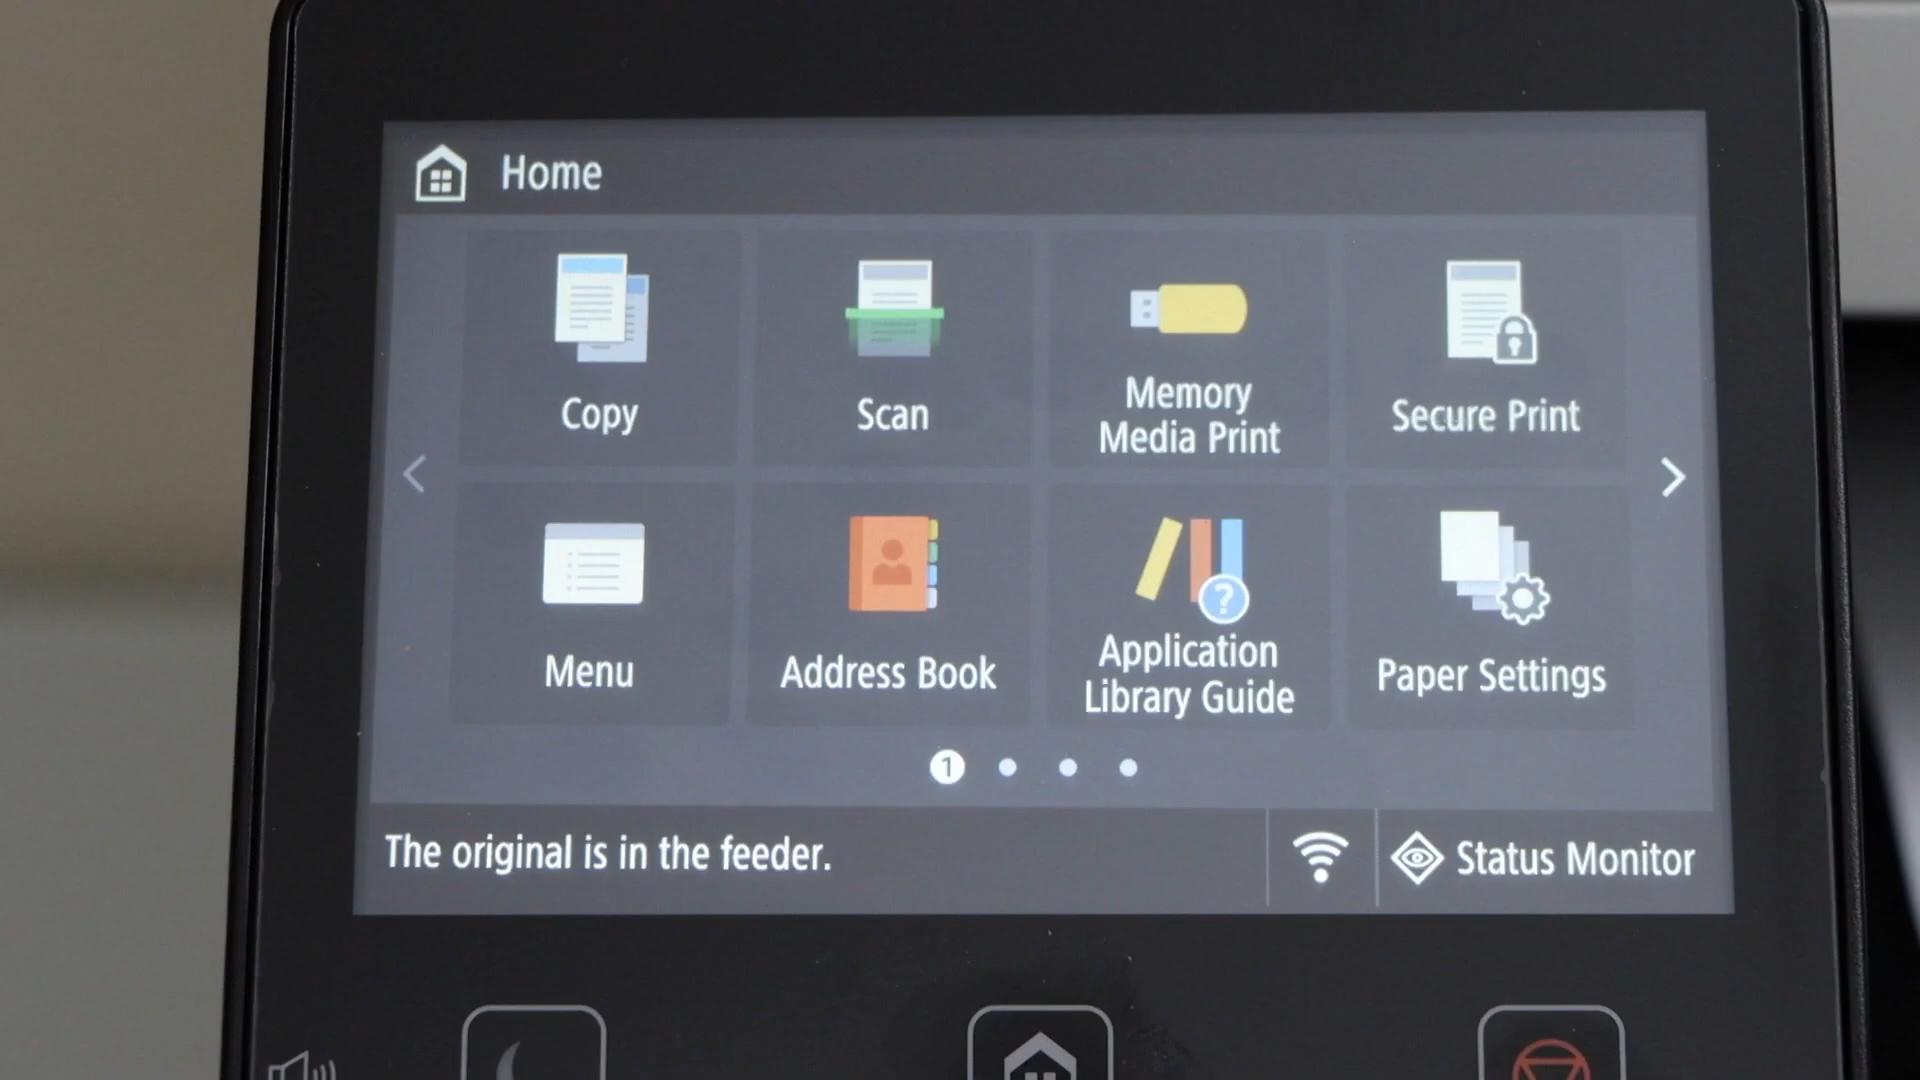 Home
Copy
Scan
Memory
Media Print
Secure Print
Menu
Address Book
Application
Library Guide
Paper Settings
1
The original is in the feeder.
Status Monitor